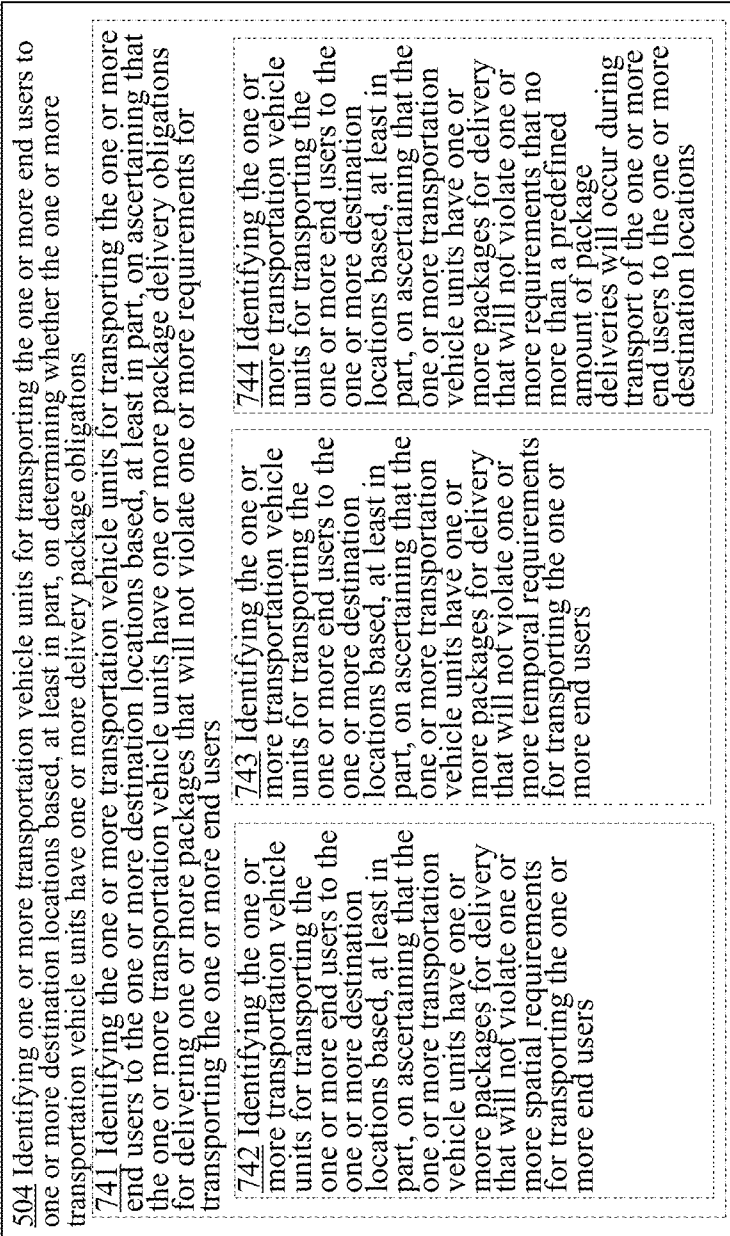 504 Identifying one or more transportation vehicle units for transporting the one or more end users to
one or more destination locations based, at least in part, on determining whether the one or more
transportation vehicle units have one or more delivery package obligations
741 Identifying the one or more transportation vehicle units for transporting the one or more
end users to the one or more destination locations based, at least in part, on ascertaining that
the one or more transportation vehicle units have one or more package delivery obligations
for delivering one or more packages that will not violate one or more requirements for
transporting the one or more end users
742 Identifying the one or
more transportation vehicle
units for transporting the
one or more end users to the
one or more destination
locations based, at least in
part, on ascertaining that the
one or more transportation
vehicle units have one or
more packages for delivery
that will not violate one or
more spatial requirements
for transporting the one or
more end users
743 Identifying the one or
more transportation vehicle
units for transporting the
one or more end users to the
one or more destination
locations based, at least in
part, on ascertaining that the
one or more transportation
vehicle units have one or
more packages for delivery
that will not violate one or
more temporal requirements
for transporting the one or
more end users
744 Identifying the one or
more transportation vehicle
units for transporting the
one or more end users to the
one or more destination
locations based, at least in
part, on ascertaining that the
one or more transportation
vehicle units have one or
more packages for delivery
that will not violate one or
more requirements that no
more than a predefined
amount of package
deliveries will occur during
transport of the one or more
end users to the one or more
destination locations